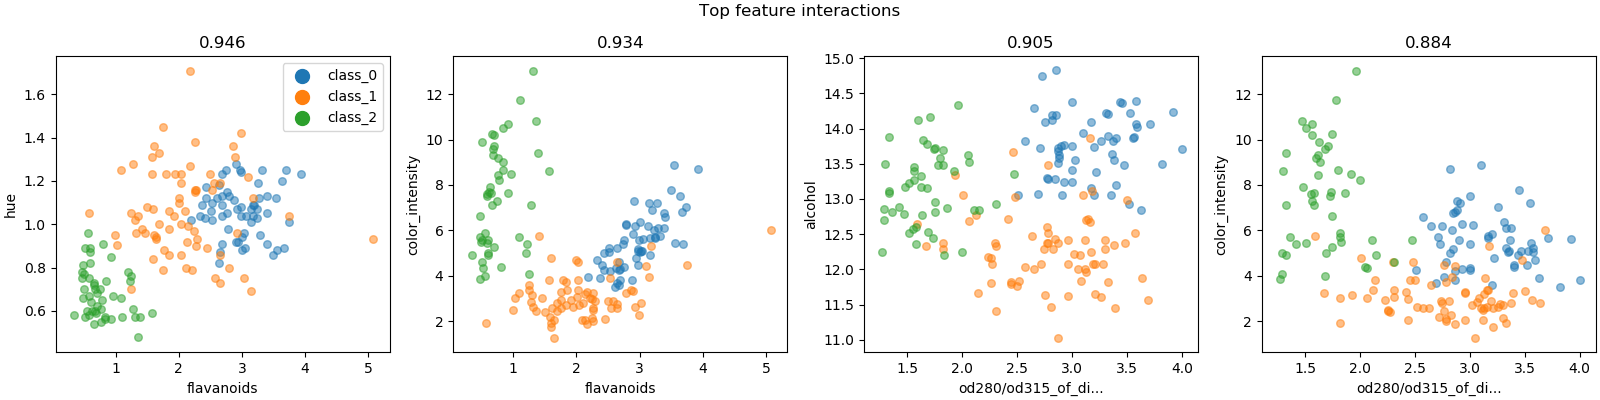 Top feature interactions
0.946
hue
1.6
1.4
1.2
1.0
0.8
0.6
class_0
class_1
class_2
1 2 3 4 5
flavanoids
0.934
color_intensity
12
10
8
6
4
2
1 2 3 4 5
flavanoids
0.905
alcohol
15.0
14.5
14.0
13.5
13.0
12.5
12.0
11.5
11.0
1.5 2.0 2.5 3.0 3.5 4.0
od280/od315_of_di...
0.884
color_intensity
12
10
8
6
4
2
1.5 2.0 2.5 3.0 3.5 4.0
od280/od315_of_di...